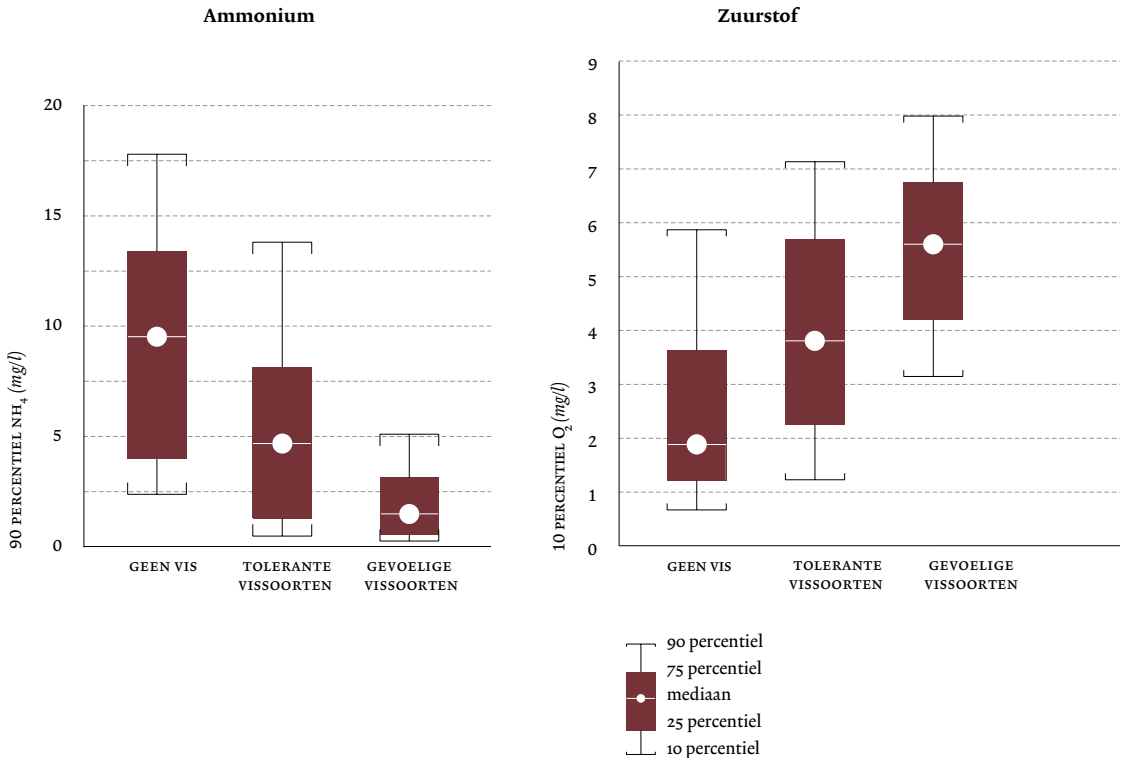 Ammonium
20
15
10
5
0
90 PERCENTIEL NH4 (mg/l)
GEEN VIS
TOLERANTE
VISSOORTEN
GEVOELIGE
VISSOORTEN
Zuurstof
9
8
7
6
5
4
3
2
1
0
10 PERCENTIEL O2 (mg/l)
GEEN VIS
TOLERANTE
VISSOORTEN
GEVOELIGE
VISSOORTEN
90 percentiel
75 percentiel
mediaan
25 percentiel
10 percentiel